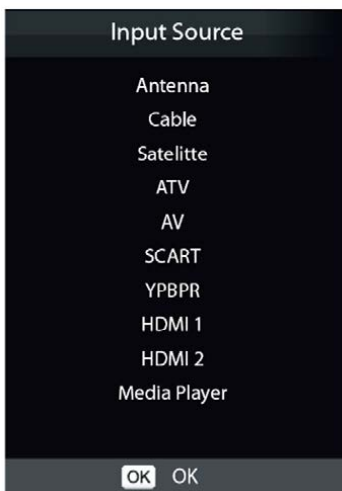 Input Source
Antenna
Cable
Satelitte
ATV
AV
SCART
YPBPR
HDMI 1
HDMI 2
Media Player
OK OK